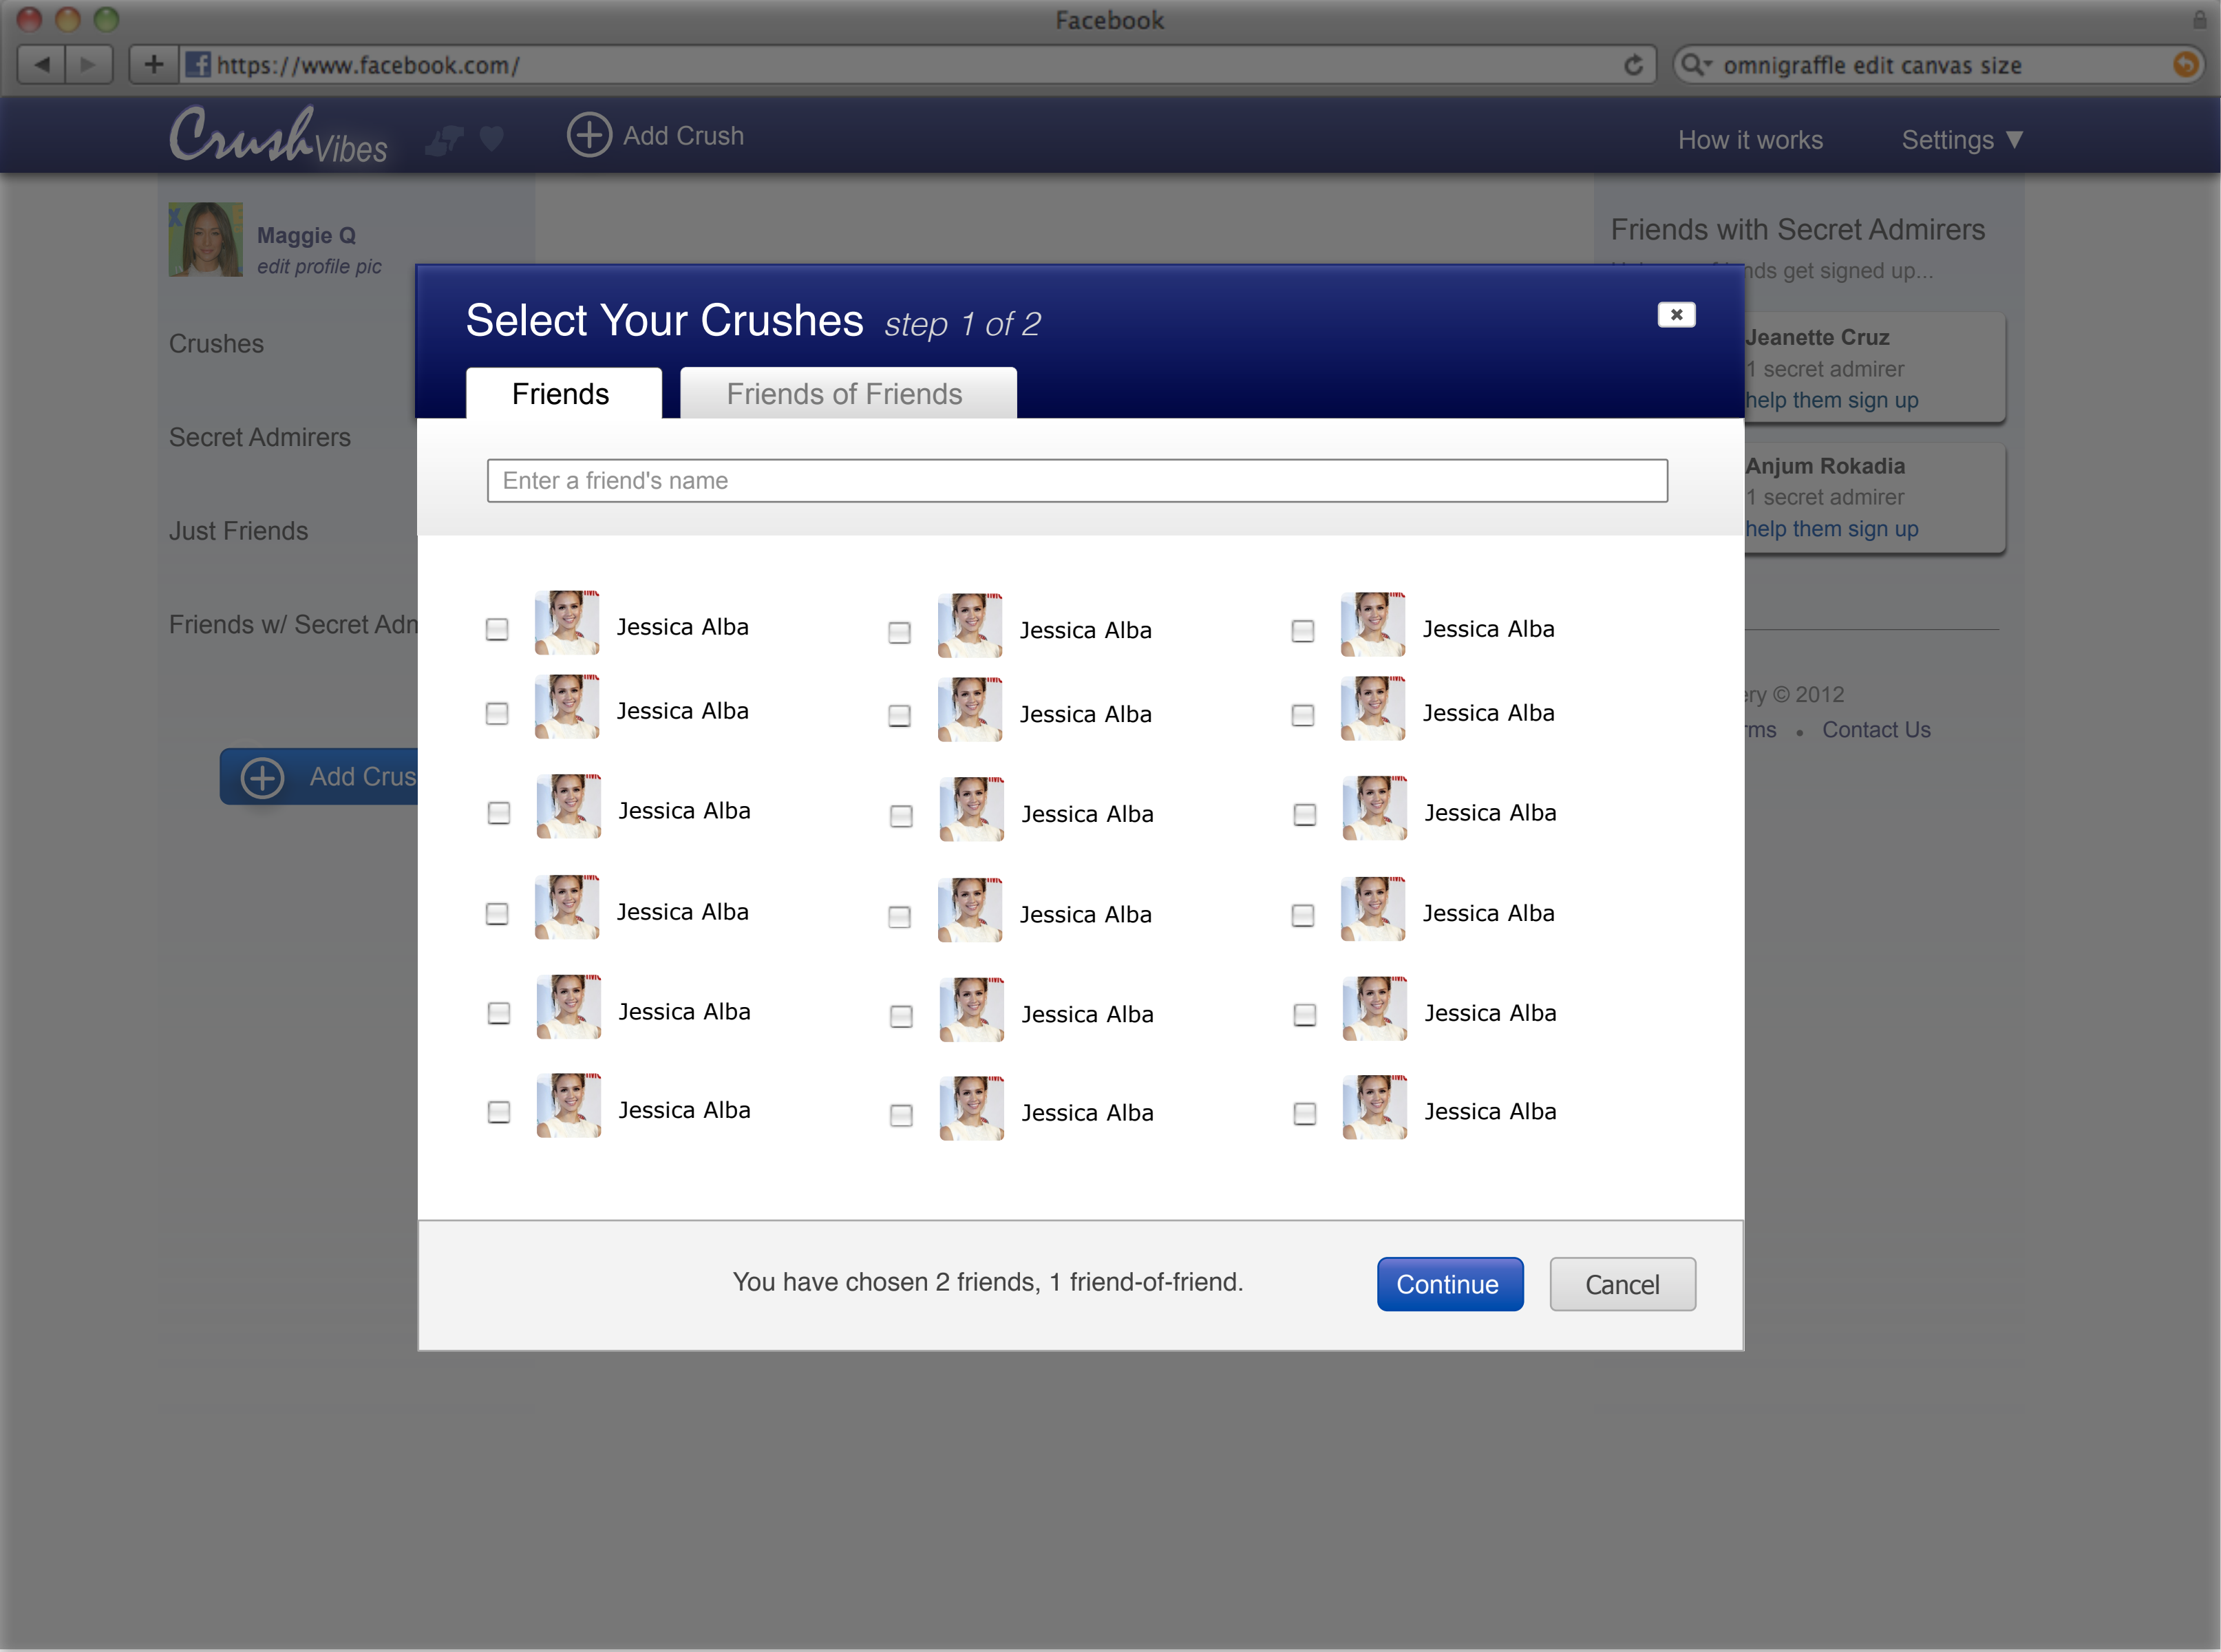 Facebook
https://www.facebook.com/
omnigraffle edit canvas size
Crush Vibes
Add Crush
How it works
Settings ▼
Maggie Q
edit profile pic
Crushes
Secret Admirers
Just Friends
Friends w/ Secret Adm
Add Crus
Friends with Secret Admirers
get signed up...
Jeanette Cruz
1 secret admirer
help them sign up
Anjum Rokadia
1 secret admirer
help them sign up
© 2012
Contact Us
Select Your Crushes step 1 of 2
Friends
Friends of Friends
Enter a friend's name
Jessica Alba Jessica Alba Jessica Alba
Jessica Alba Jessica Alba Jessica Alba
Jessica Alba Jessica Alba Jessica Alba
Jessica Alba Jessica Alba Jessica Alba
Jessica Alba Jessica Alba Jessica Alba
Jessica Alba Jessica Alba Jessica Alba
You have chosen 2 friends, 1 friend-of-friend.
Continue
Cancel